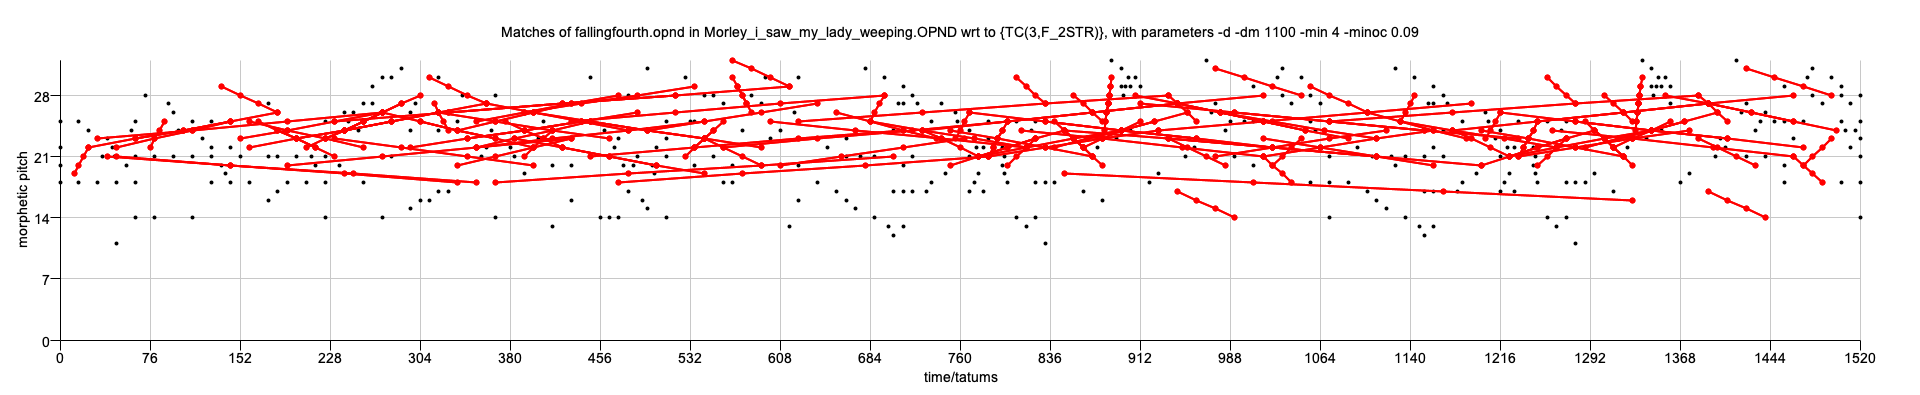 Matches of fallingfourth.opnd in Morley_i_saw_my_lady_weeping.OPND wrt to {TC(3,F_2STR)}, with parameters -d -dm 1100 -min 4 -minoc 0.09
morphetic pitch
28
21
14
7
0
0 76 152 228 304 380 456 532 608 684 760 836 912 988 1064 1140 1216 1292 1368 1444 1520
time/tatums